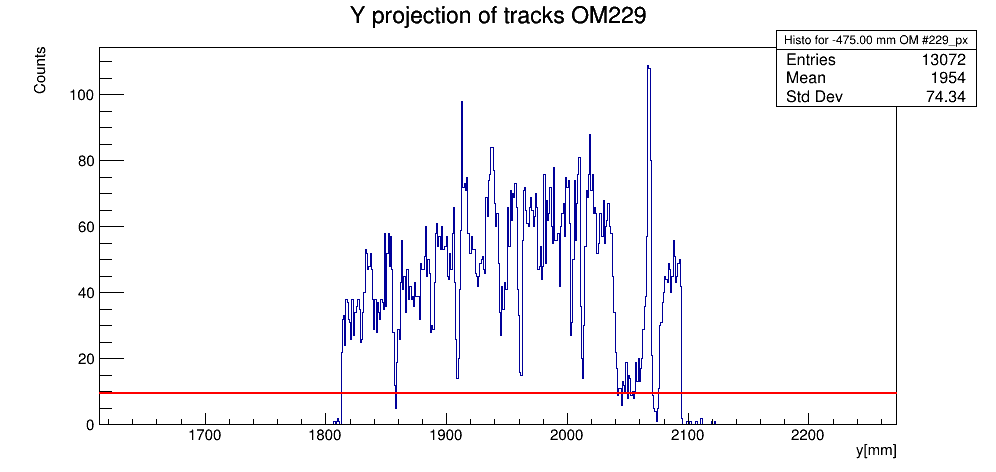 Y projection of tracks OM229
Histo for -475.00 mm OM #229_px
Entries 13072
Mean 1954
Std Dev 74.34
Counts
100
80
60
40
20
0
1700 1800 1900 2000 2100 2200
y[mm]